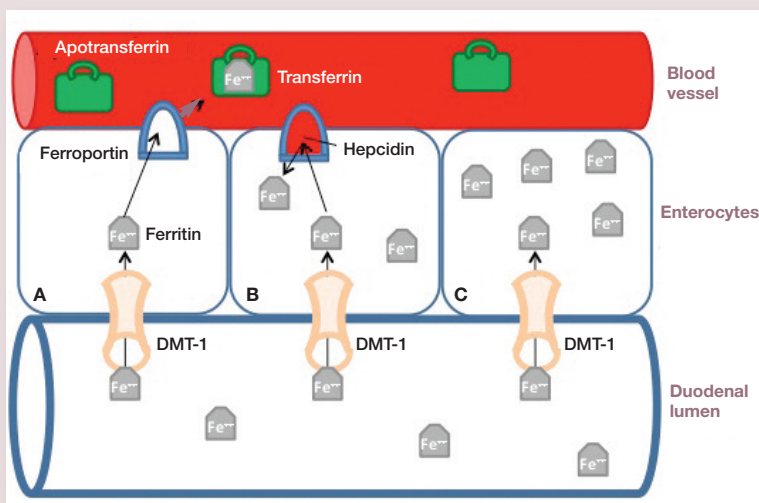 Apotransferrin
Transferrin
Blood
vessel
Ferroportin
Hepcidin
Ferritin
Enterocytes
A
B
C
DMT-1
DMT-1
DMT-1
Duodenal
lumen